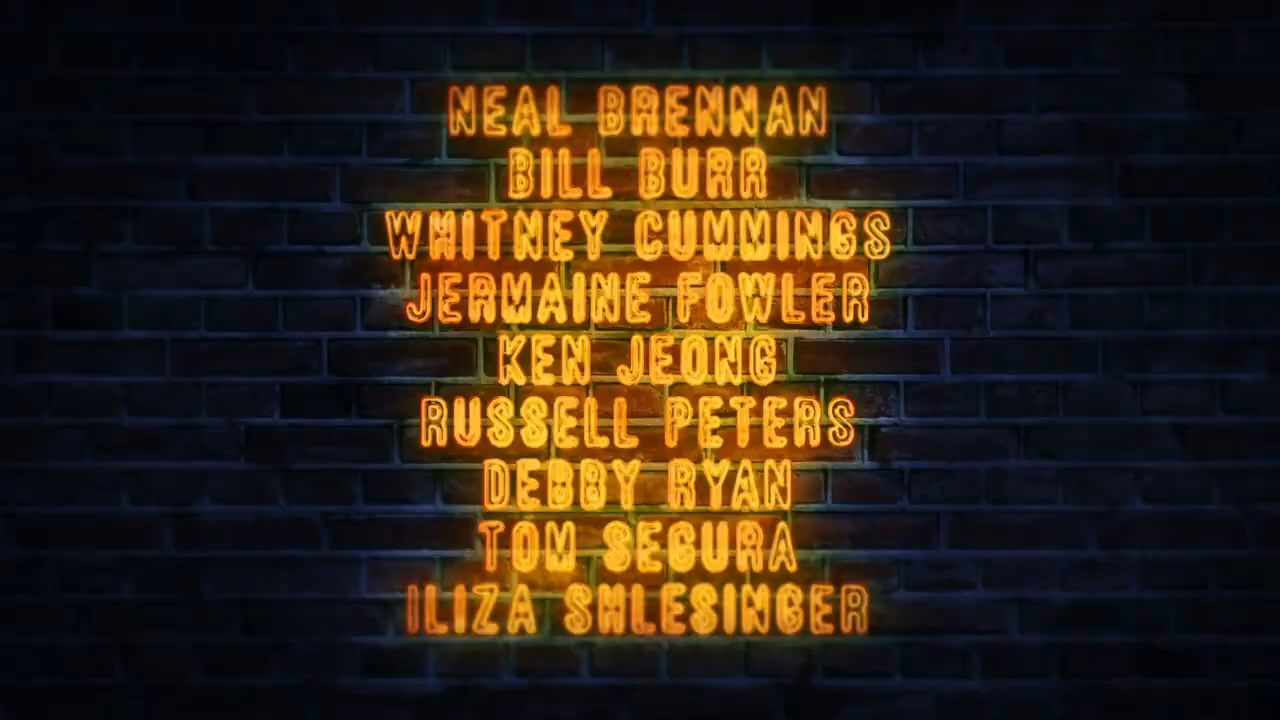 NEAL BRENNAN
BILL BURR
WHITNEY CUMMINGS
JERMAINE FOWLER
KEN JEONG
RUSSELL PETERS
DEBBY RYAN
TOM SEGURA
ILIZA SHLESINGER